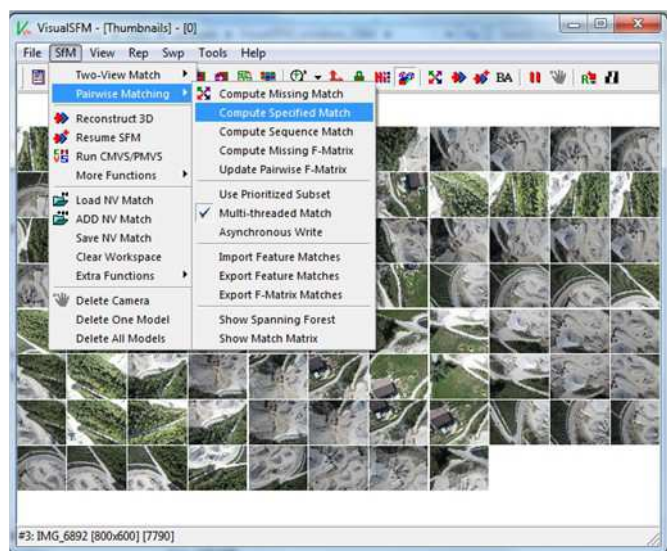 VisualSFM - [Thumbnails] - [0]
File SfM View Rep Swp Tools Help
BA
Two-View Match
Pairwise Matching
Reconstruct 3D
Resume SFM
Run CMVS/PMVS
More Functions
Load NV Match
ADD NV Match
Save NV Match
Clear Workspace
Extra Functions
Delete Camera
Delete One Model
Delete All Models
Compute Missing Match
Compute Specified Match
Compute Sequence Match
Compute Missing F-Matrix
Update Pairwise F-Matrix
Use Prioritized Subset
Multi-threaded Match
Asynchronous Write
Import Feature Matches
Export Feature Matches
Export F-Matrix Matches
Show Spanning Forest
Show Match Matrix
#3: IMG_6892 [800x600] [7790]